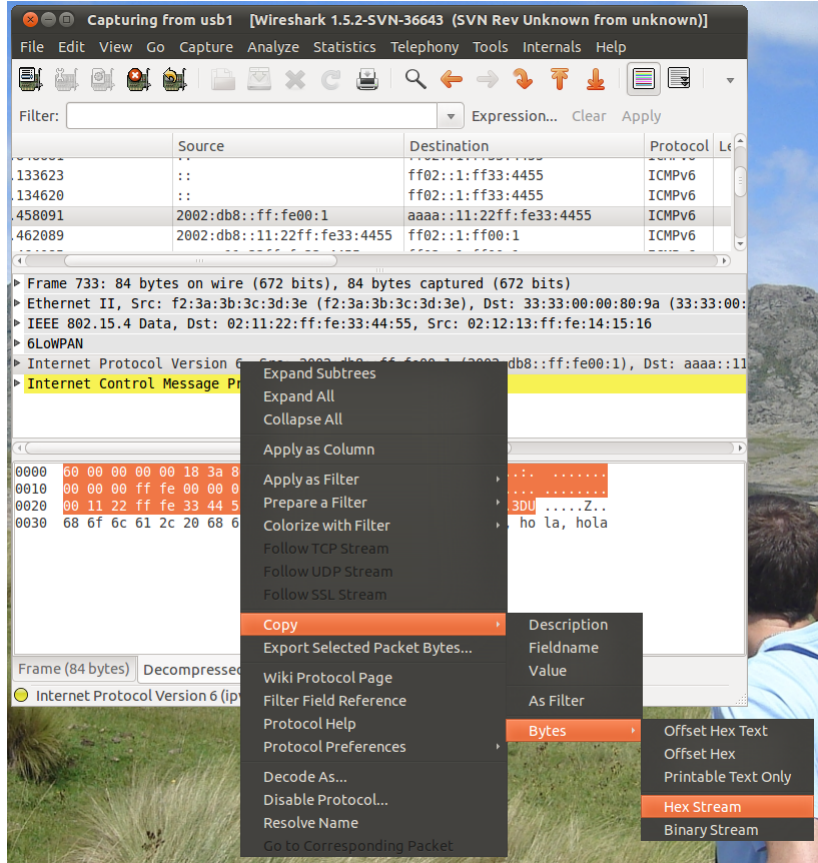 Capturing from usb1 [Wireshark 1.5.2-SVN-36643 (SVN Rev Unknown from unknown)]
File Edit View Go Capture Analyze Statistics Telephony Tools Internals Help
Filter: Expression... Clear Apply
Source Destination Protocol
.133623 :: ff02::1:ff33:4455 ICMPv6
.134620 :: ff02::1:ff33:4455 ICMPv6
.458091 2002:db8::ff:fe00:1 aaaa::11:22ff:fe33:4455 ICMPv6
.462089 2002:db8::11:22ff:fe33:4455 ff02::1:ff00:1 ICMPv6
Frame 733: 84 bytes on wire (672 bits), 84 bytes captured (672 bits)
Ethernet II, Src: f2:3a:3b:3c:3d:3e (f2:3a:3b:3c:3d:3e), Dst: 33:33:00:00:80:9a (33:33:00:
IEEE 802.15.4 Data, Dst: 02:11:22:ff:fe:33:44:55, Src: 02:12:13:ff:fe:14:15:16
6LoWPAN
Internet Protocol Version db8::ff:fe00:1), Dst: aaaa::11
Internet Control Message
Expand Subtrees
Expand All
Collapse All
Apply as Column
Apply as Filter
Prepare a Filter
Colorize with Filter
Follow TCP Stream
Follow UDP Stream
Follow SSL Stream
Copy
Export Selected Packet Bytes...
Wiki Protocol Page
Filter Field Reference
Protocol Help
Protocol Preferences
Decode As...
Disable Protocol...
Resolve Name
Go to Corresponding Packet
Description
Fieldname
Value
As Filter
Bytes
Offset Hex Text
Offset Hex
Printable Text Only
Hex Stream
Binary Stream
0000 60 00 00 00 00 18 3a 8 ..:. .......
0010 00 00 00 ff fe 00 00 0 .... ........
0020 00 11 22 ff fe 33 44 5 .3DU .....Z..
0030 68 6f 6c 61 2c 20 68 6 , ho la, hola
Frame (84 bytes) Decompressed
Internet Protocol Version 6 (ip